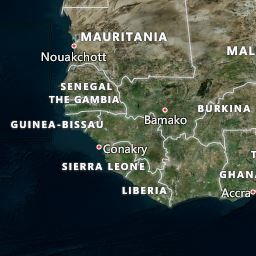 MAURITANIA
Nouakchott
MAL
SENEGAL
THE GAMBIA
BURKINA
GUINEA-BISSAU
Bamako
Conakry
SIERRA LEONE
GHANA
LIBERIA
Accra